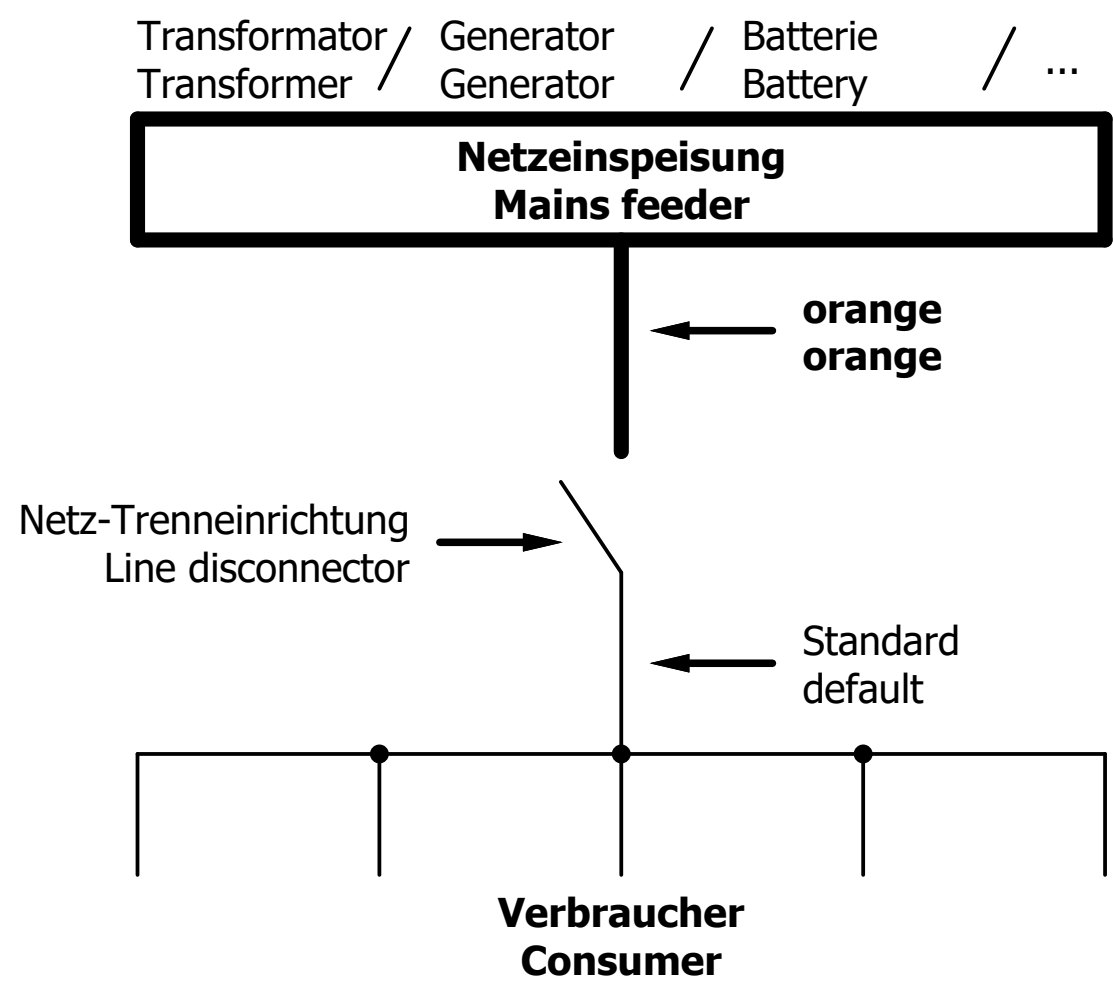 Transformator / Generator / Batterie / ...
Transformer / Generator / Battery
Netzeinspeisung
Mains feeder
orange
orange
Netz-Trenneinrichtung
Line disconnector
Standard
default
Verbraucher
Consumer